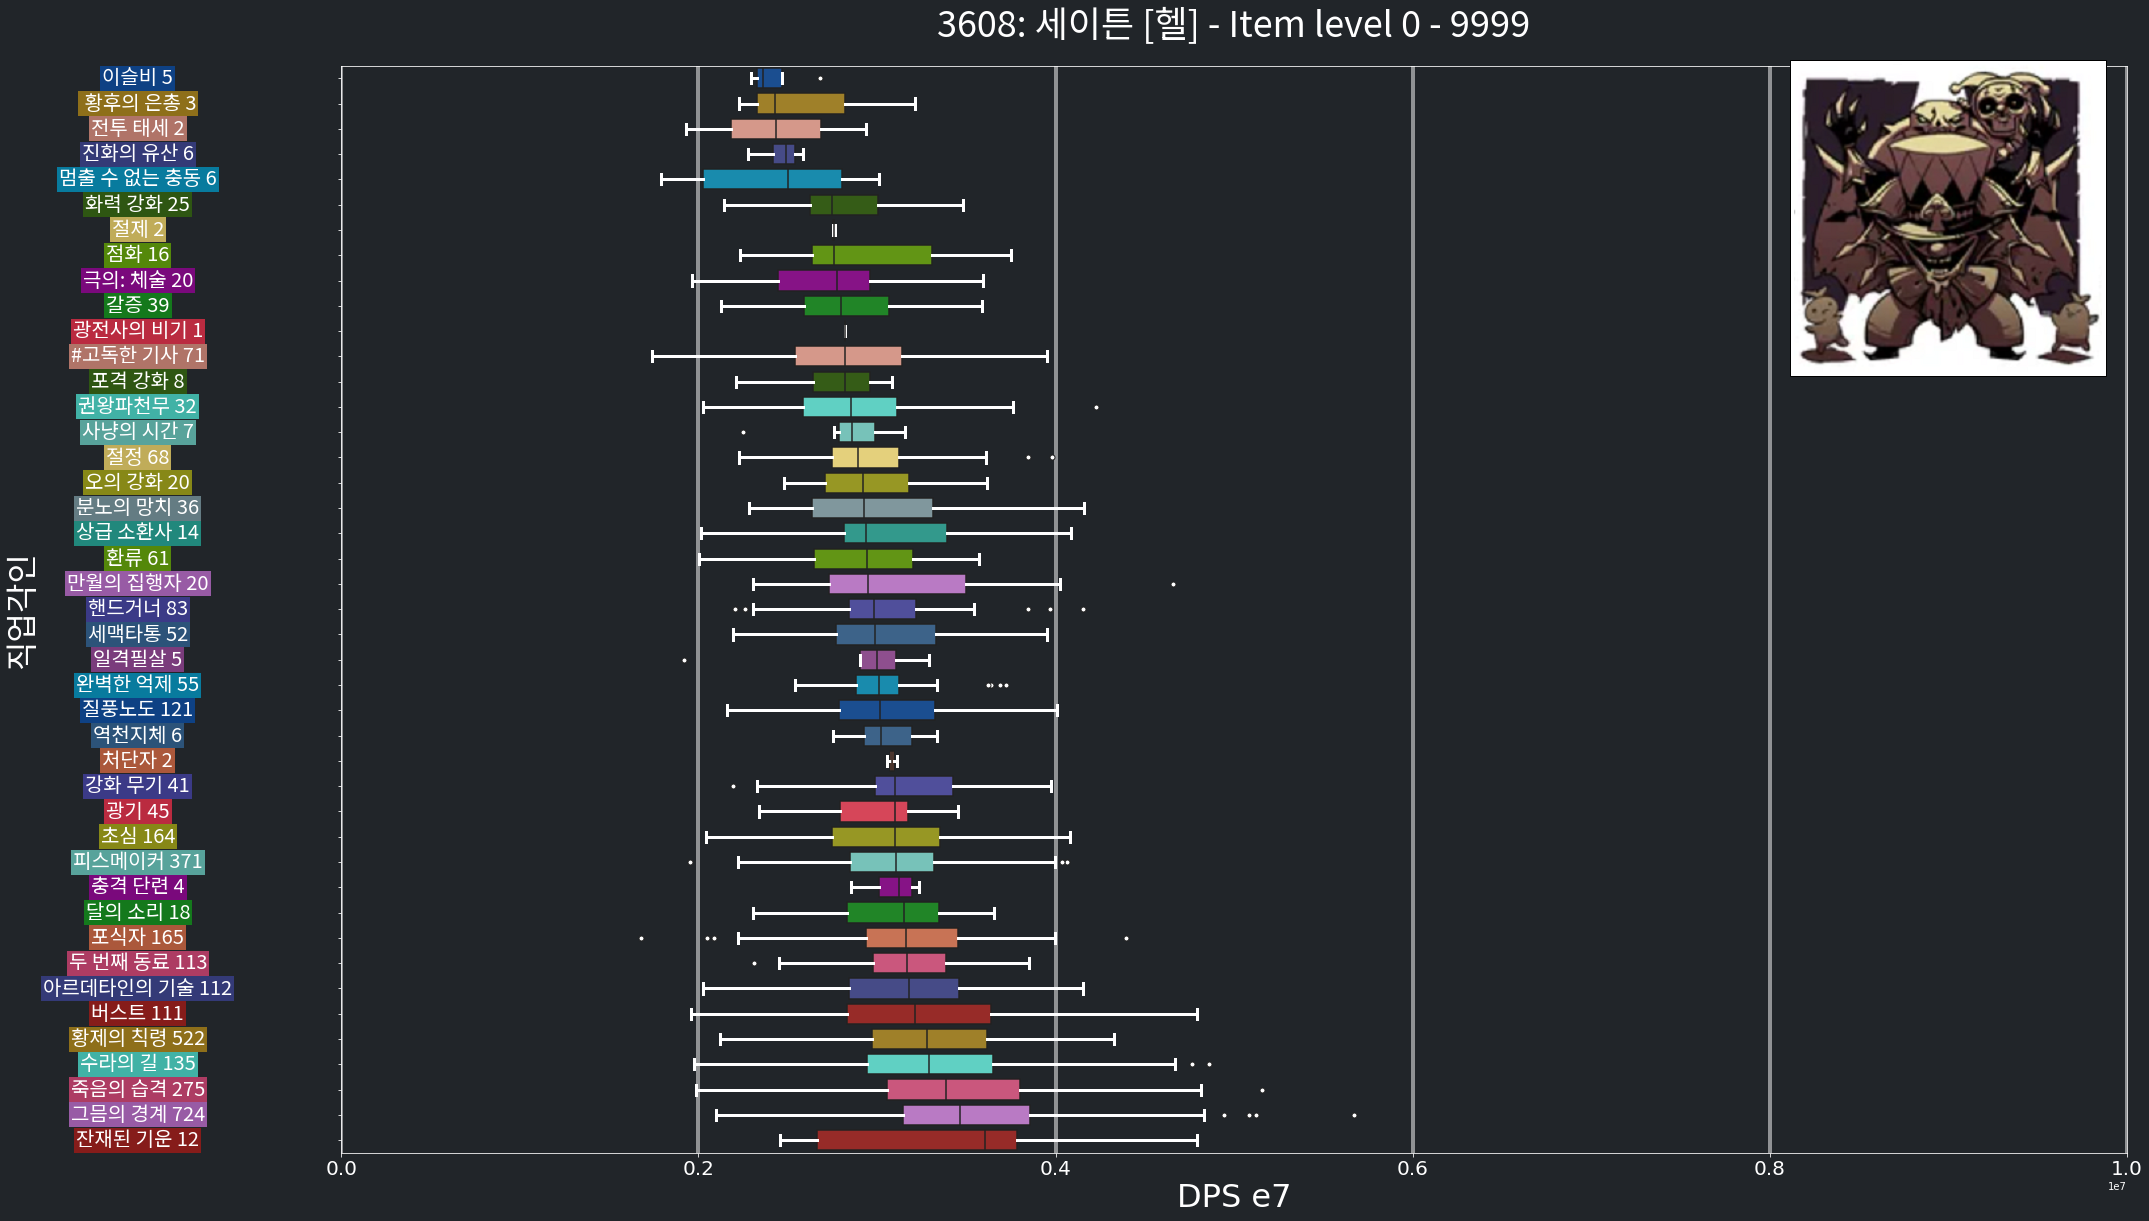 3608: 세이튼 [헬] - Item level 0 - 9999
직업각인
이슬비 5
황후의 은총 3
전투 태세 2
진화의 유산 6
멈출 수 없는 충동 6
화력 강화 25
절제 2
점화 16
극의: 체술 20
갈증 39
광전사의 비기 1
#고독한 기사 71
포격 강화 8
권왕파천무 32
사냥의 시간 7
절정 68
오의 강화 20
분노의 망치 36
상급 소환사 14
환류 61
만월의 집행자 20
핸드거너 83
세맥타통 52
일격필살 5
완벽한 억제 55
질풍노도 121
역천지체 6
처단자 2
강화 무기 41
광기 45
초심 164
피스메이커 371
충격 단련 4
달의 소리 18
포식자 165
두 번째 동료 113
아르데타인의 기술 112
버스트 111
황제의 칙령 522
수라의 길 135
죽음의 습격 275
그믐의 경계 724
잔재된 기운 12
0.0 0.2 0.4 0.6 0.8 1.0
1e7
DPS e7